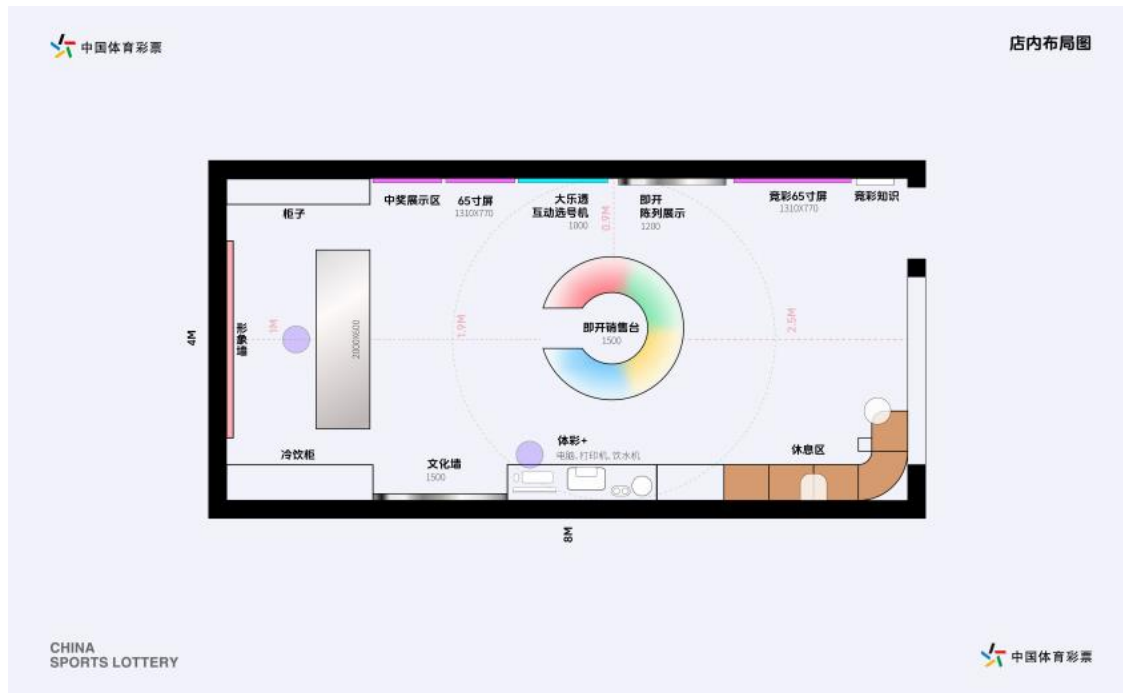 中国体育彩票
店内布局图
柜子
中奖展示区
65寸屏
1310X770
大乐透
互动选号机
1000
即开
陈列展示
1200
竞彩65寸屏
1310X770
竞彩知识
0.9M
4M
形象墙
1M
2000X600
1.9M
即开销售台
1500
2.5M
冷饮柜
文化墙
1500
体彩+
电脑、打印机、饮水机
休息区
8M
CHINA
SPORTS LOTTERY
中国体育彩票